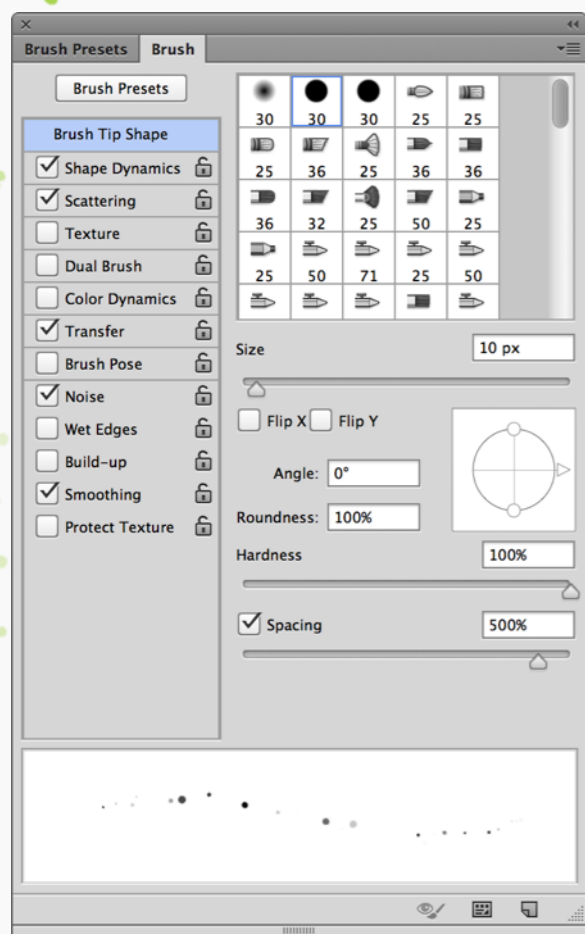 Brush Presets Brush
Brush Presets
Brush Tip Shape
Shape Dynamics
Scattering
Texture
Dual Brush
Color Dynamics
Transfer
Brush Pose
Noise
Wet Edges
Build-up
Smoothing
Protect Texture
30 30 30 25 25
25 36 25 36 36
36 32 25 50 25
25 50 71 25 50
Size 10 px
Flip X Flip Y
Angle: 0°
Roundness: 100%
Hardness 100%
Spacing 500%